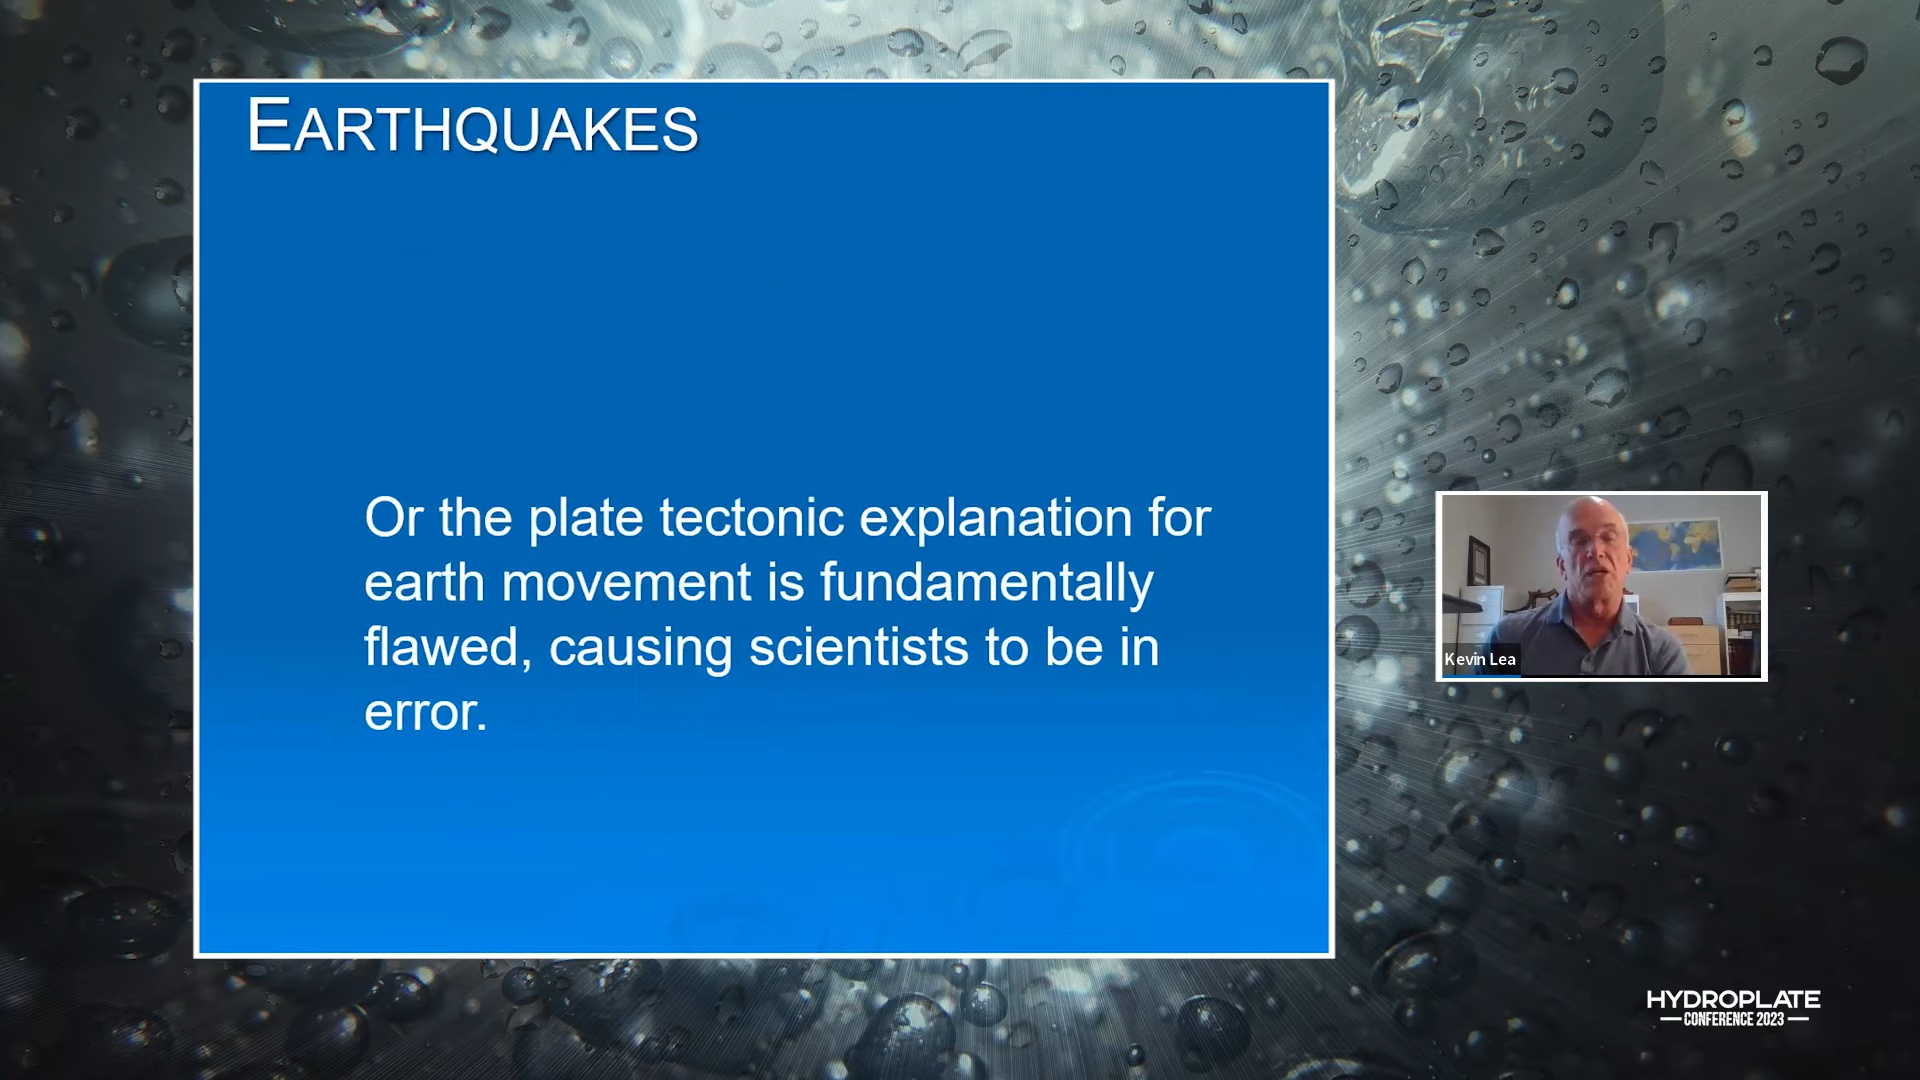 EARTHQUAKES
Or the plate tectonic explanation for
earth movement is fundamentally
flawed, causing scientists to be in
error.
Kevin Lea
HYDROPLATE
CONFERENCE 2023